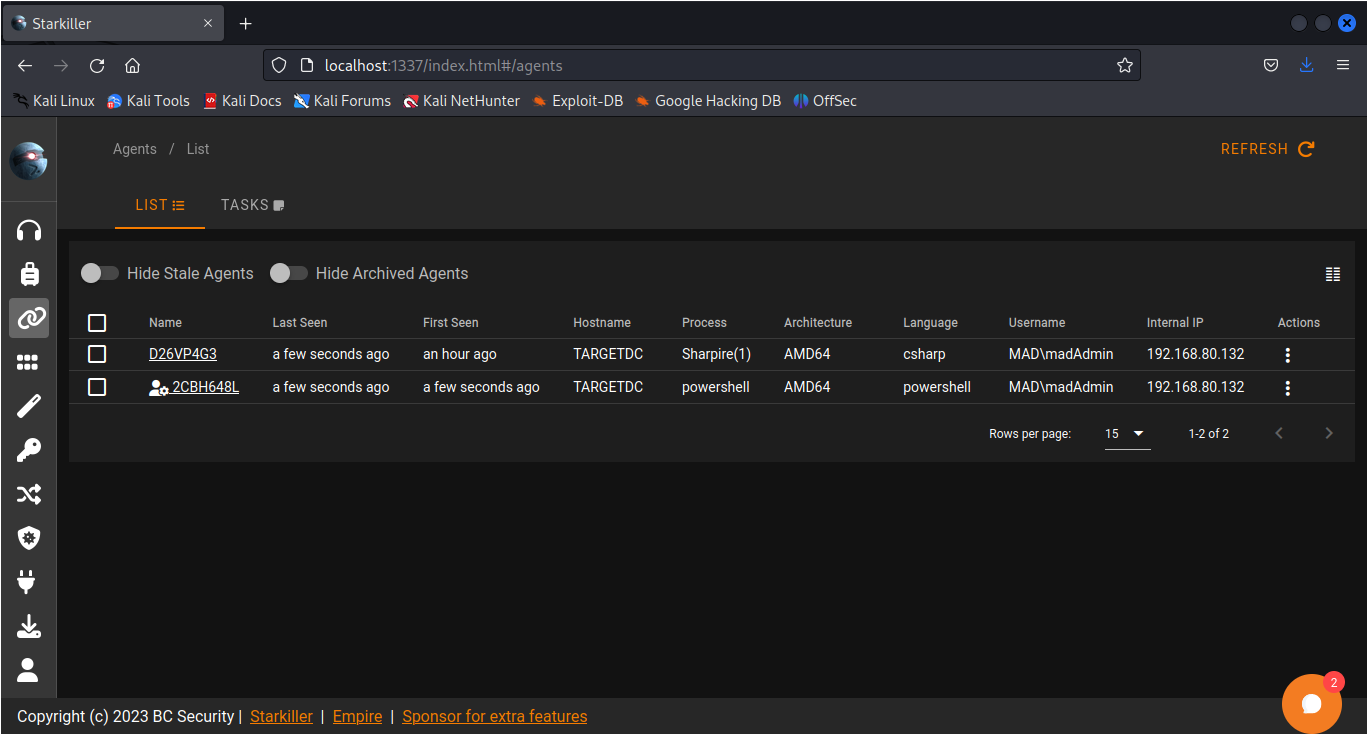 Starkiller
localhost:1337/index.html#/agents
Kali Linux Kali Tools Kali Docs Kali Forums Kali NetHunter Exploit-DB Google Hacking DB OffSec
Agents / List REFRESH
LIST TASKS
Hide Stale Agents Hide Archived Agents
Name Last Seen First Seen Hostname Process Architecture Language Username Internal IP Actions
D26VP4G3 a few seconds ago an hour ago TARGETDC Sharpire(1) AMD64 csharp MAD\madAdmin 192.168.80.132
2CBH648L a few seconds ago a few seconds ago TARGETDC powershell AMD64 powershell MAD\madAdmin 192.168.80.132
Rows per page: 15 1-2 of 2
2
Copyright (c) 2023 BC Security | Starkiller | Empire | Sponsor for extra features